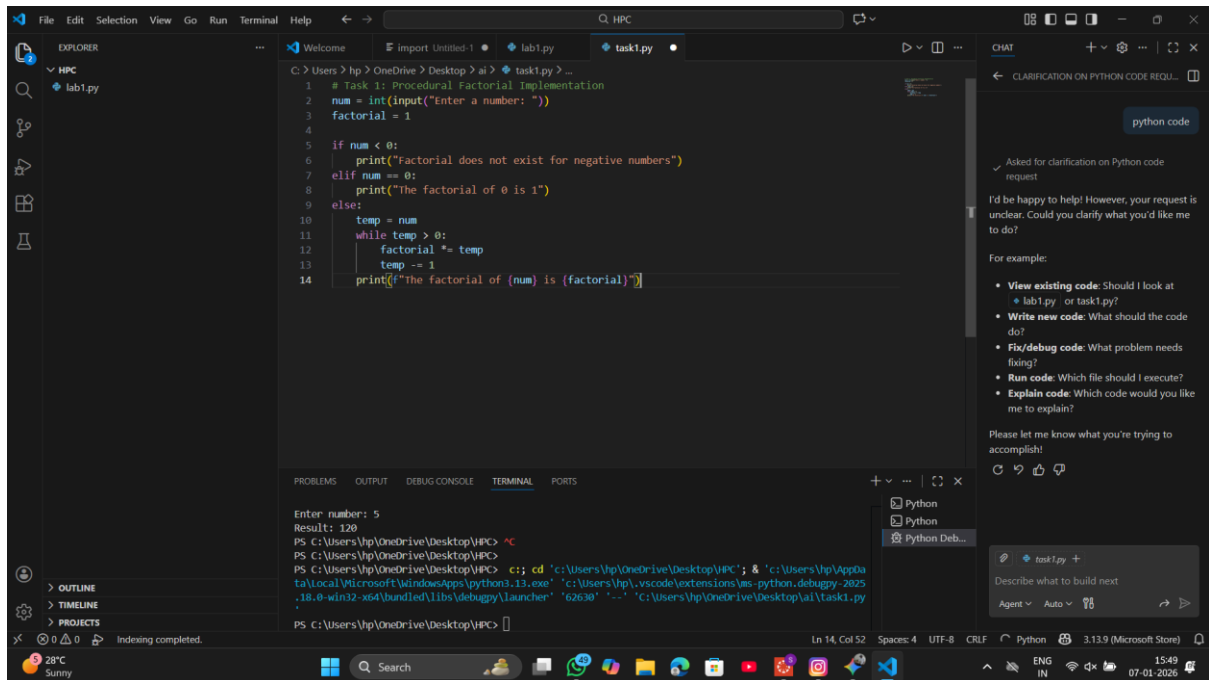 File Edit Selection View Go Run Terminal Help
HPC
EXPLORER
HPC
lab1.py
OUTLINE
TIMELINE
PROJECTS
Welcome import Untitled-1 lab1.py task1.py
C: > Users > hp > OneDrive > Desktop > ai > task1.py > ...
1 # Task 1: Procedural Factorial Implementation
2 num = int(input("Enter a number: "))
3 factorial = 1
4
5 if num < 0:
6 print("Factorial does not exist for negative numbers")
7 elif num == 0:
8 print("The factorial of 0 is 1")
9 else:
10 temp = num
11 while temp > 0:
12 factorial *= temp
13 temp -= 1
14 print(f"The factorial of {num} is {factorial}")
PROBLEMS OUTPUT DEBUG CONSOLE TERMINAL PORTS
Enter number: 5
Result: 120
PS C:\Users\hp\OneDrive\Desktop\HPC> ^C
PS C:\Users\hp\OneDrive\Desktop\HPC>
PS C:\Users\hp\OneDrive\Desktop\HPC> c:; cd 'c:\Users\hp\OneDrive\Desktop\HPC'; & 'c:\Users\hp\AppDa
ta\Local\Microsoft\WindowsApps\python3.13.exe' 'c:\Users\hp\.vscode\extensions\ms-python.debugpy-2025
.18.0-win32-x64\bundled\libs\debugpy\launcher' '62630' '--' 'C:\Users\hp\OneDrive\Desktop\ai\task1.py
'
PS C:\Users\hp\OneDrive\Desktop\HPC>
Python
Python
Python Deb...
CHAT
CLARIFICATION ON PYTHON CODE REQU...
python code
Asked for clarification on Python code
request
I'd be happy to help! However, your request is
unclear. Could you clarify what you'd like me
to do?
For example:
• View existing code: Should I look at
lab1.py or task1.py?
• Write new code: What should the code
do?
• Fix/debug code: What problem needs
fixing?
• Run code: Which file should I execute?
• Explain code: Which code would you like
me to explain?
Please let me know what you're trying to
accomplish!
task1.py
Describe what to build next
Agent Auto
0 0 Indexing completed.
Ln 14, Col 52 Spaces: 4 UTF-8 CRLF Python 3.13.9 (Microsoft Store)
5 28°C
Sunny
Search
49
5
ENG
IN
15:49
07-01-2026